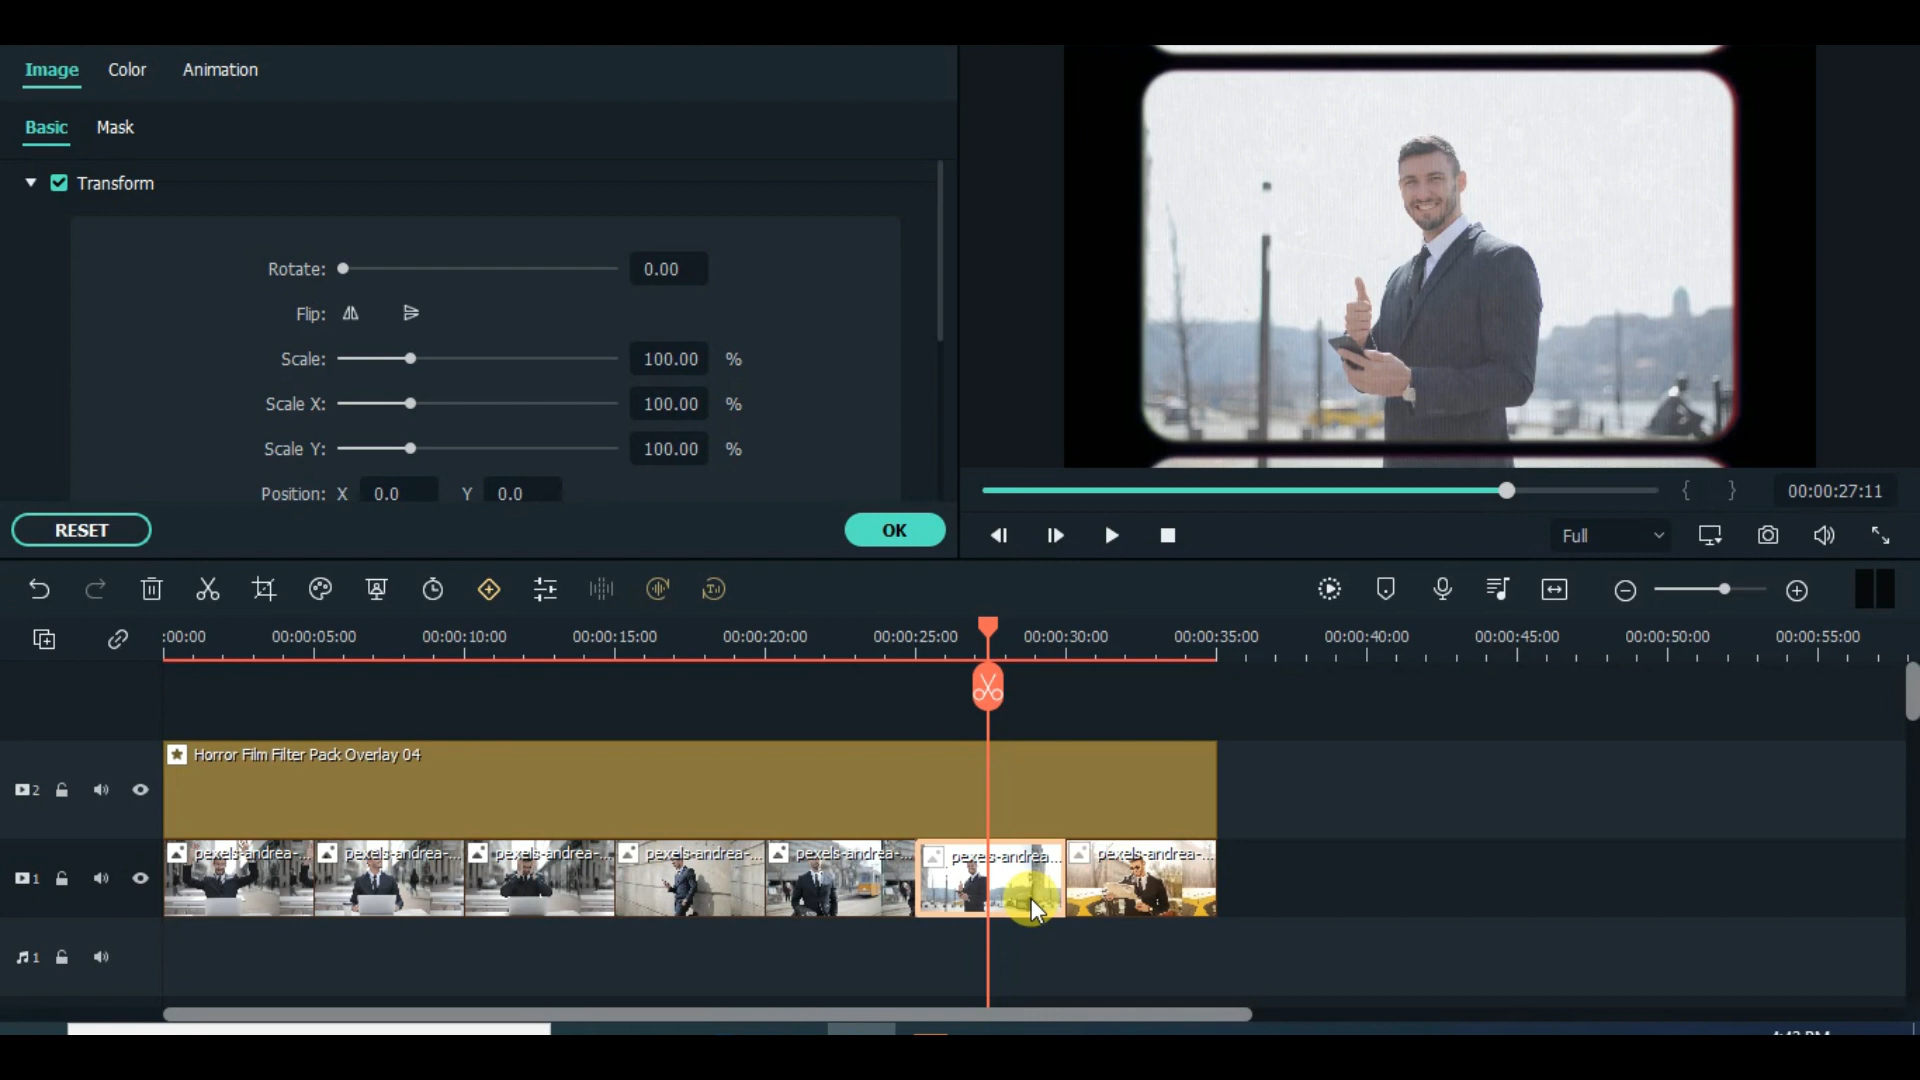 Image Color Animation
Basic Mask
Transform
Rotate: 0.00
Flip:
Scale: 100.00 %
Scale X: 100.00 %
Scale Y: 100.00 %
Position: X 0.0 Y 0.0
RESET OK
{ } 00:00:27:11
Full
:00:00 00:00:05:00 00:00:10:00 00:00:15:00 00:00:20:00 00:00:25:00 00:00:30:00 00:00:35:00 00:00:40:00 00:00:45:00 00:00:50:00 00:00:55:00
Horror Film Filter Pack Overlay 04
2
pexels-andrea-... pexels-andrea-... pexels-andrea-... pexels-andrea-... pexels-andrea-... pexels-andrea... pexels-andrea-...
1
1